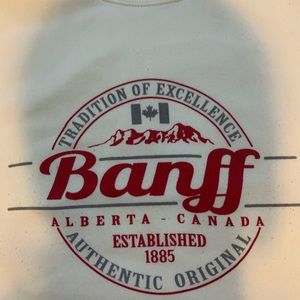 TRADITION OF EXCELLENCE
Banff
ALBERTA - CANADA
ESTABLISHED
1885
AUTHENTIC ORIGINAL